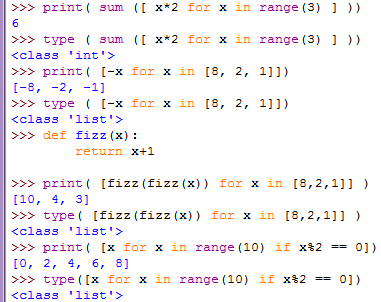 >>> print( sum ([ x*2 for x in range(3) ] ))
6
>>> type ( sum ([ x*2 for x in range(3) ] ))
<class 'int'>
>>> print( [-x for x in [8, 2, 1]])
[-8, -2, -1]
>>> type ( [-x for x in [8, 2, 1]])
<class 'list'>
>>> def fizz(x):
        return x+1
>>> print( [fizz(fizz(x)) for x in [8,2,1]] )
[10, 4, 3]
>>> type( [fizz(fizz(x)) for x in [8,2,1]] )
<class 'list'>
>>> print( [x for x in range(10) if x%2 == 0])
[0, 2, 4, 6, 8]
>>> type([x for x in range(10) if x%2 == 0])
<class 'list'>